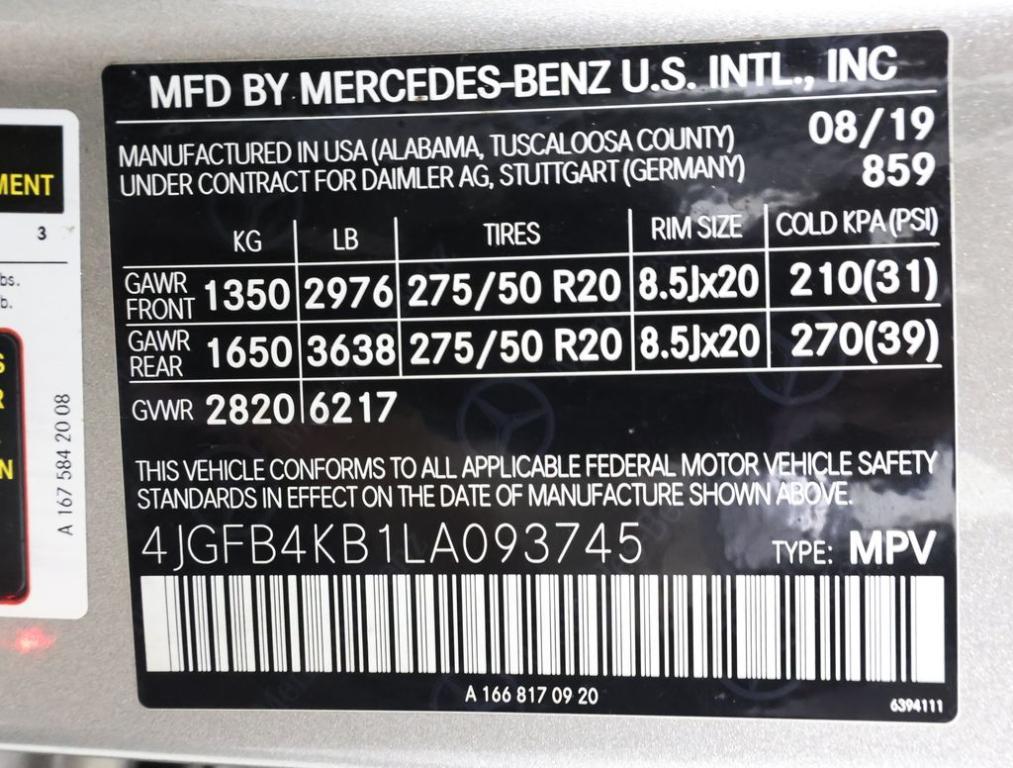 MFD BY MERCEDES-BENZ U.S. INTL., INC
MANUFACTURED IN USA (ALABAMA, TUSCALOOSA COUNTY) 08/19
UNDER CONTRACT FOR DAIMLER AG, STUTTGART (GERMANY) 859
KG LB TIRES RIM SIZE COLD KPA (PSI)
GAWR FRONT 1350 2976 275/50 R20 8.5Jx20 210(31)
GAWR REAR 1650 3638 275/50 R20 8.5Jx20 270(39)
GVWR 2820 6217
THIS VEHICLE CONFORMS TO ALL APPLICABLE FEDERAL MOTOR VEHICLE SAFETY
STANDARDS IN EFFECT ON THE DATE OF MANUFACTURE SHOWN ABOVE.
4JGFB4KB1LA093745 TYPE: MPV
A 166 817 09 20
6394111
MENT
3
bs.
b.
S
R
N
A 167 584 20 08